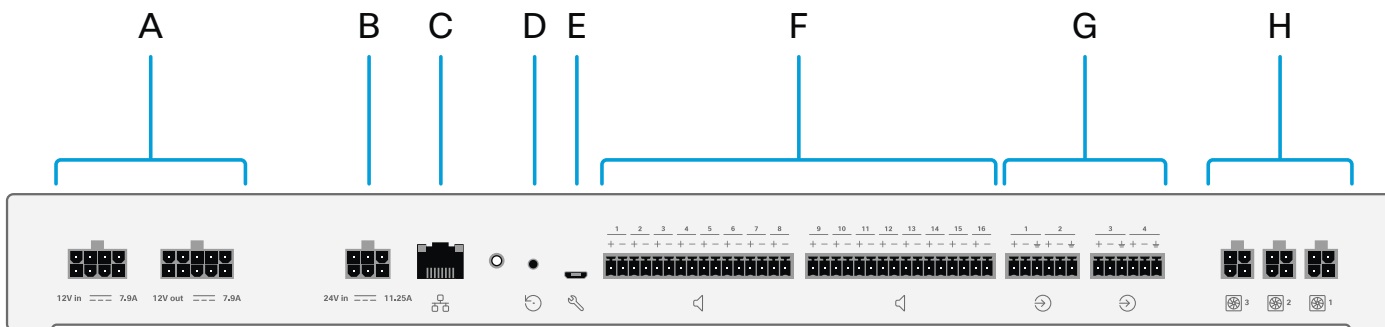 A B C D E F G H
1 2 3 4 5 6 7 8 9 10 11 12 13 14 15 16 1 2 3 4
+ − + − + − + − + − + − + − + − + − + − + − + − + − + − + − + − + − ⏚ + − ⏚ + − ⏚ + − ⏚
12V in ⎓ 7.9A 12V out ⎓ 7.9A 24V in ⎓ 11.25A 3 2 1